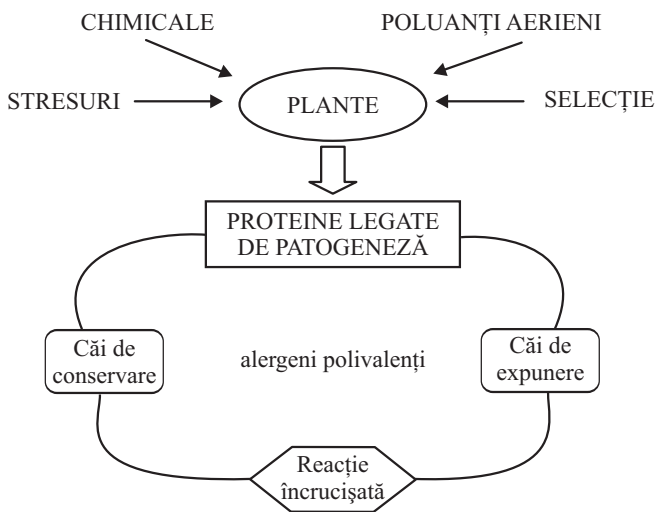 CHIMICALE
POLUANȚI AERIENI
STRESURI
PLANTE
SELECȚIE
PROTEINE LEGATE
DE PATOGENEZĂ
Căi de
conservare
alergeni polivalenți
Căi de
expunere
Reacție
încrucișată